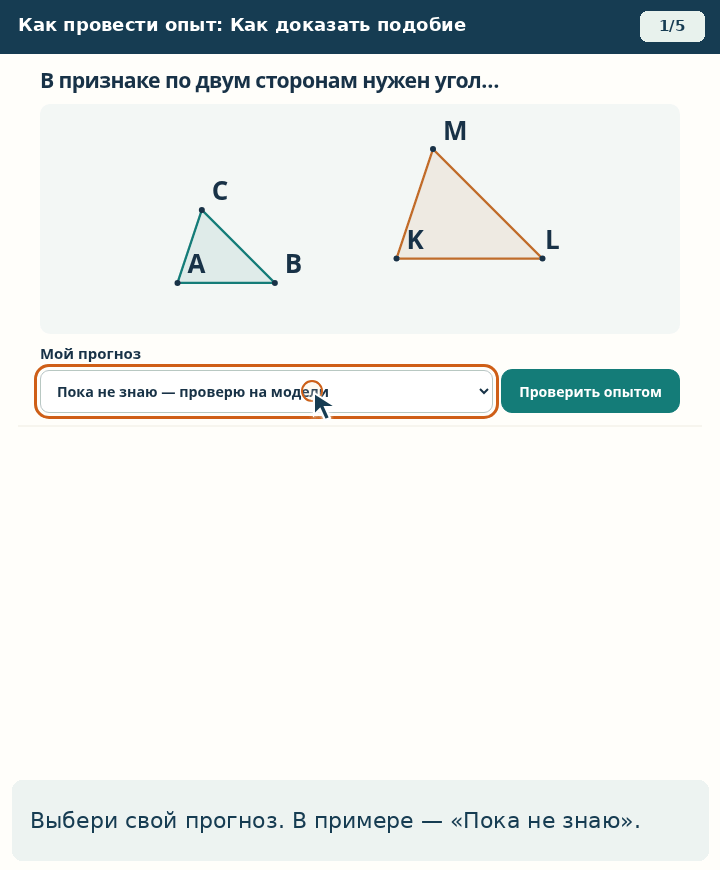 Как провести опыт: Как доказать подобие
1/5
В признаке по двум сторонам нужен угол…
M
C
K
L
A
B
Мой прогноз
Пока не знаю — проверю на модели
Проверить опытом
Выбери свой прогноз. В примере — «Пока не знаю».